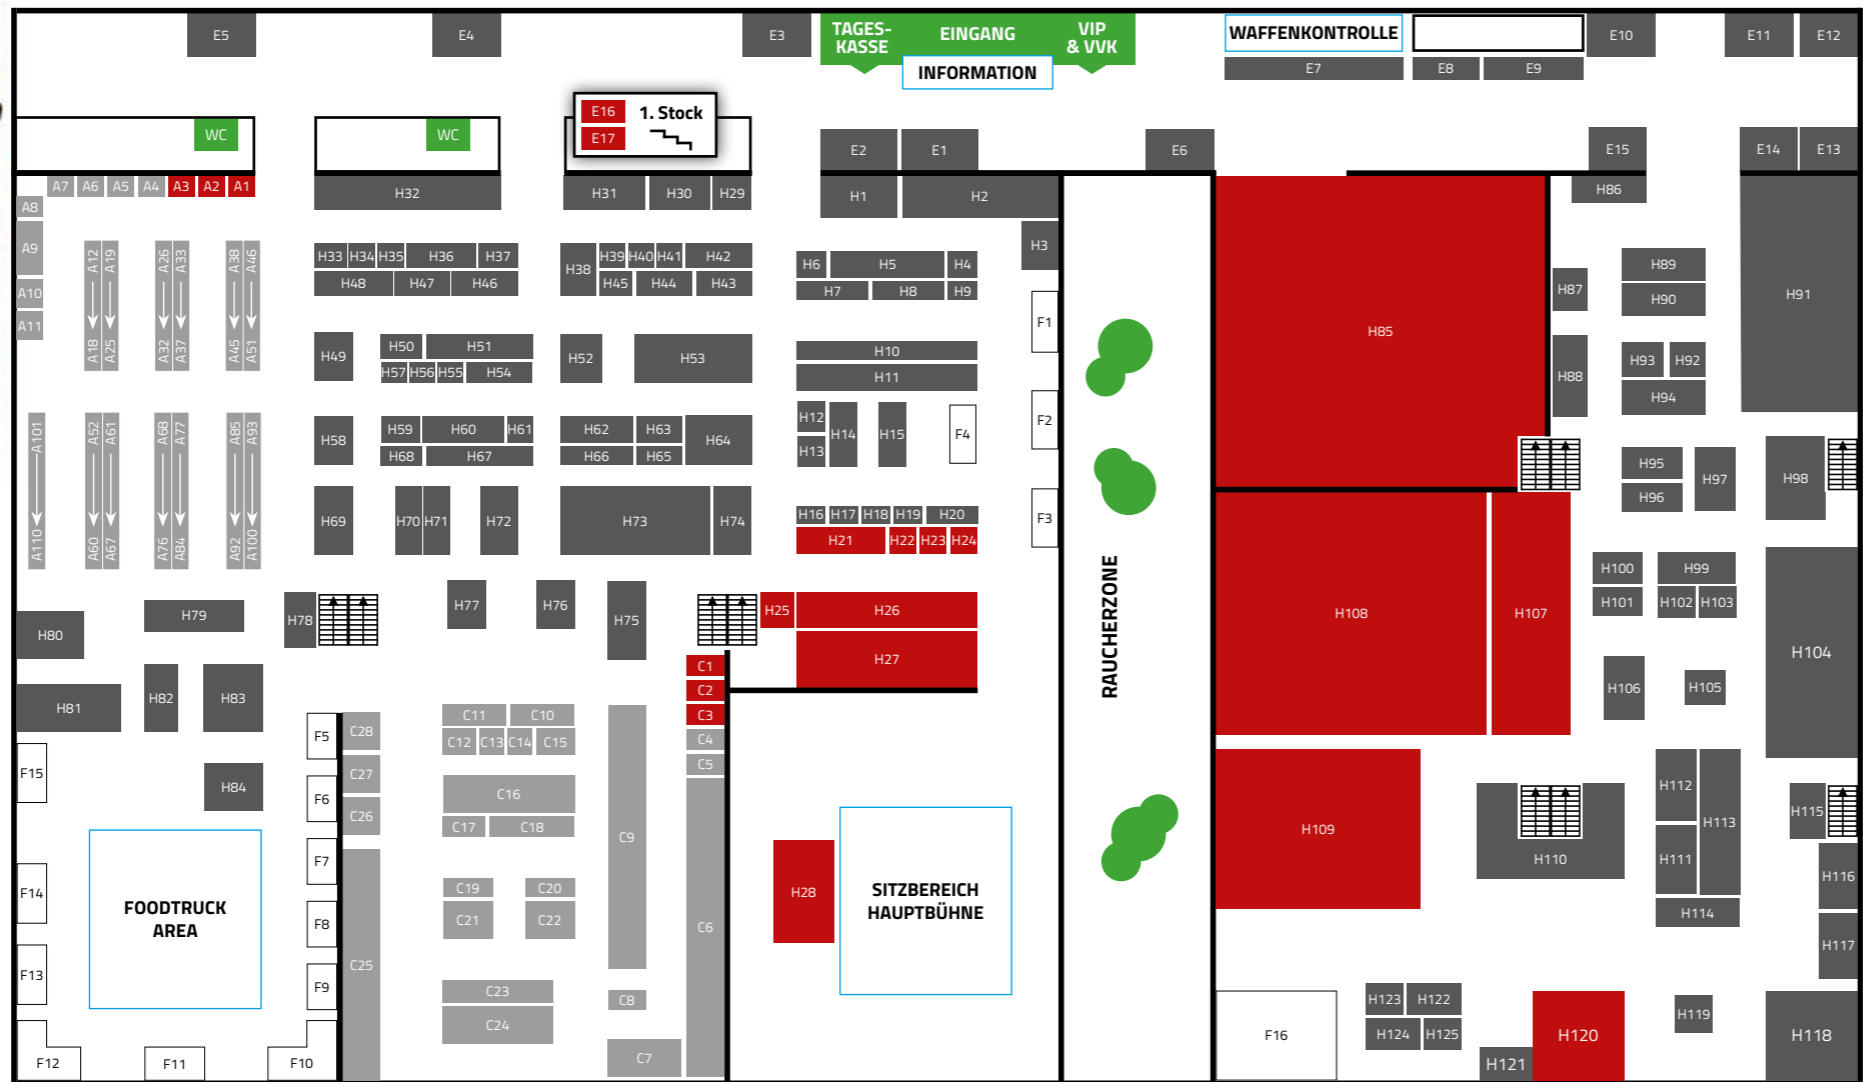 E5
E4
E3
TAGES-
KASSE
EINGANG
VIP
& VVK
INFORMATION
WAFFENKONTROLLE
E7
E8
E9
E10
E11
E12
WC
WC
E16
E17
1. Stock
E2
E1
E6
E15
E14
E13
A7
A6
A5
A4
A3
A2
A1
A8
A9
A10
A11
A12
A18
A19
A25
A26
A32
A33
A37
A38
A45
A46
A51
A101
A110
A52
A60
A61
A67
A68
A76
A77
A84
A85
A92
A93
A100
H32
H31
H30
H29
H1
H2
H3
H33
H34
H35
H36
H37
H48
H47
H46
H38
H39
H40
H41
H42
H45
H44
H43
H6
H5
H4
H7
H8
H9
H49
H50
H51
H57
H56
H55
H54
H52
H53
H10
H11
H58
H59
H60
H61
H68
H67
H62
H63
H64
H66
H65
H12
H13
H14
H15
F4
F1
F2
F3
H69
H70
H71
H72
H73
H74
H16
H17
H18
H19
H20
H21
H22
H23
H24
H80
H79
H78
H77
H76
H75
H25
H26
H27
H81
H82
H83
H84
F15
F14
F13
F12
F11
F10
F5
F6
F7
F8
F9
FOODTRUCK
AREA
C28
C27
C26
C25
C11
C10
C12
C13
C14
C15
C16
C17
C18
C19
C20
C21
C22
C23
C24
C9
C8
C7
C1
C2
C3
C4
C5
C6
H28
SITZBEREICH
HAUPTBÜHNE
RAUCHERZONE
H85
H86
H87
H88
H89
H90
H91
H93
H92
H94
H95
H96
H97
H98
H108
H107
H100
H99
H101
H102
H103
H104
H106
H105
H109
H110
H112
H111
H113
H114
H115
H116
H117
F16
H123
H122
H124
H125
H121
H120
H119
H118